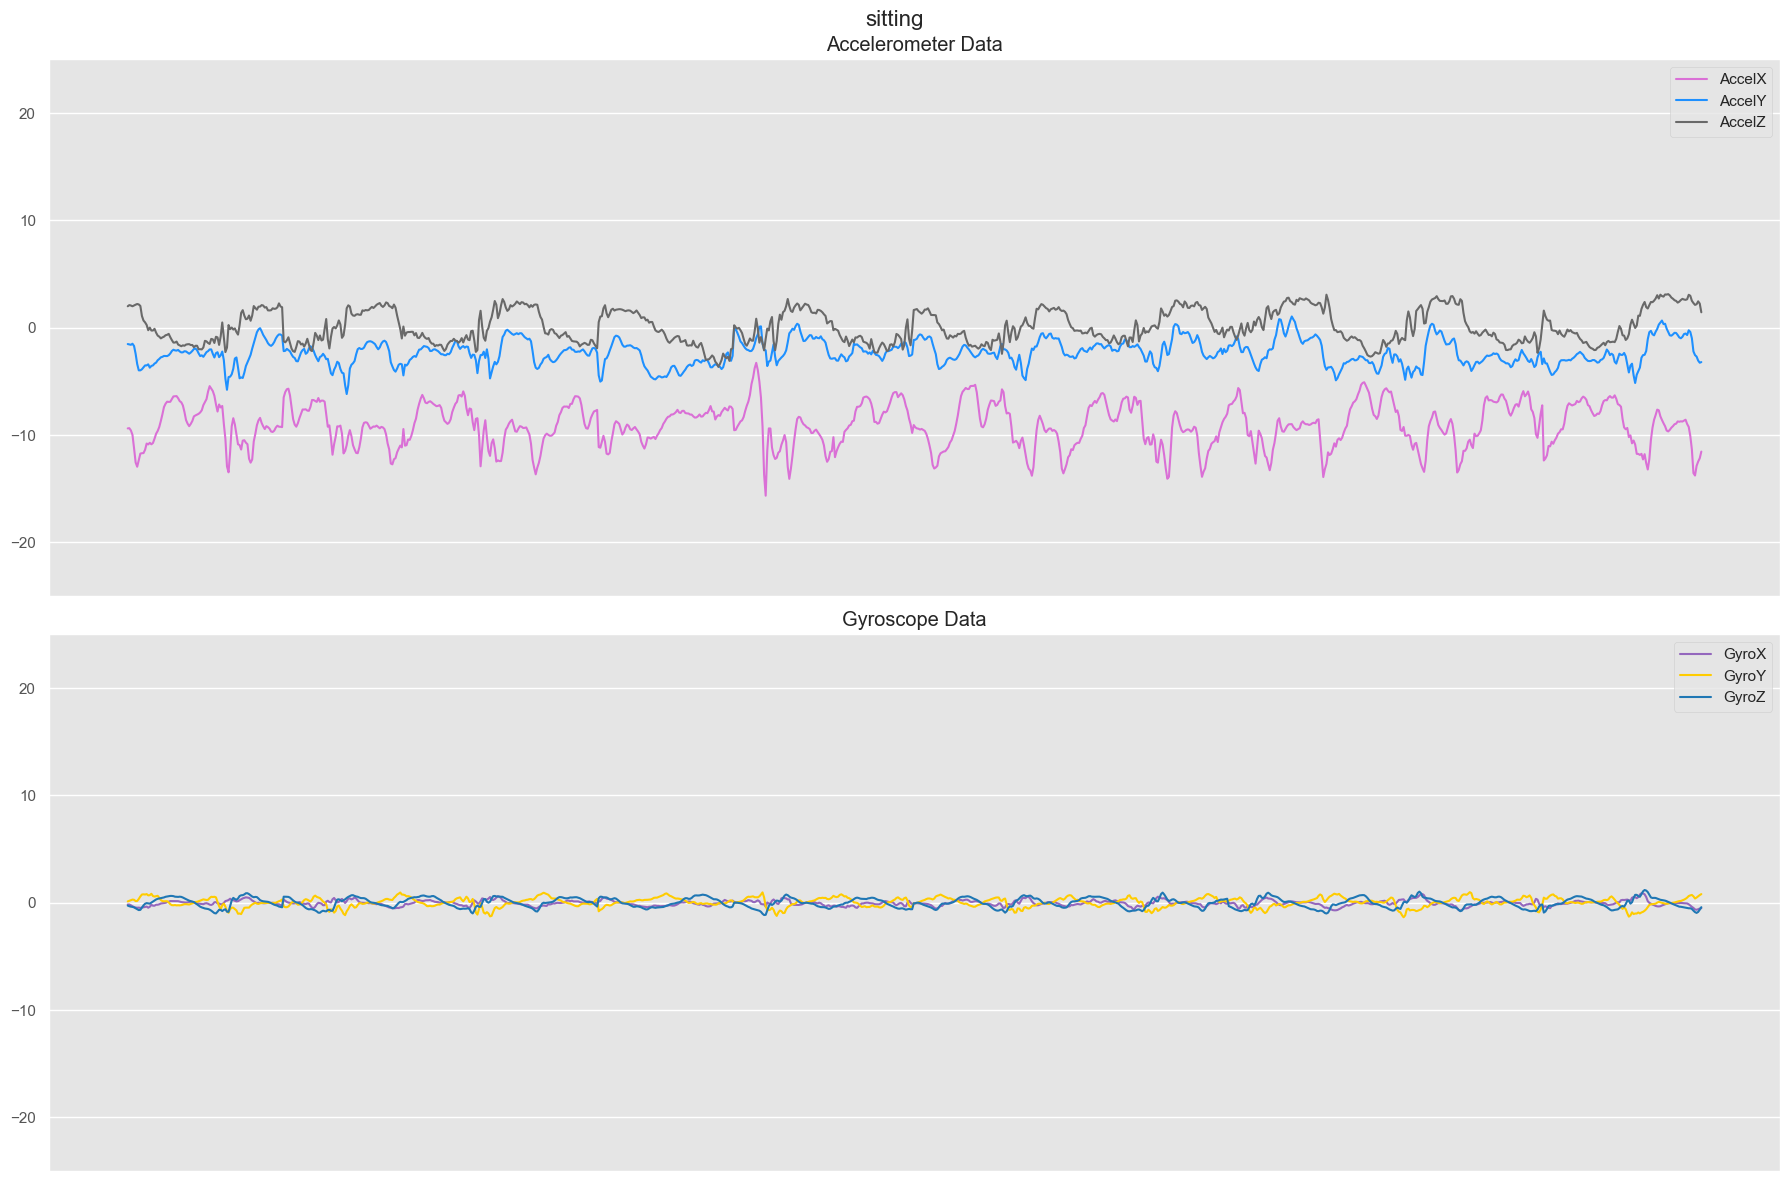 sitting
Accelerometer Data
AccelX
AccelY
AccelZ
20
10
0
−10
−20
Gyroscope Data
GyroX
GyroY
GyroZ
20
10
0
−10
−20